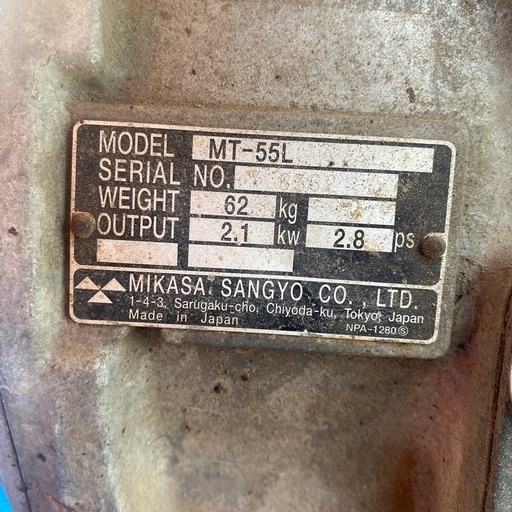 MODEL MT-55L
SERIAL NO.
WEIGHT 62 kg
OUTPUT 2.1 kw 2.8 ps
MIKASA SANGYO CO., LTD.
1-4-3, Sarugaku-cho, Chiyoda-ku, Tokyo, Japan
Made in Japan NPA-1280Ⓢ